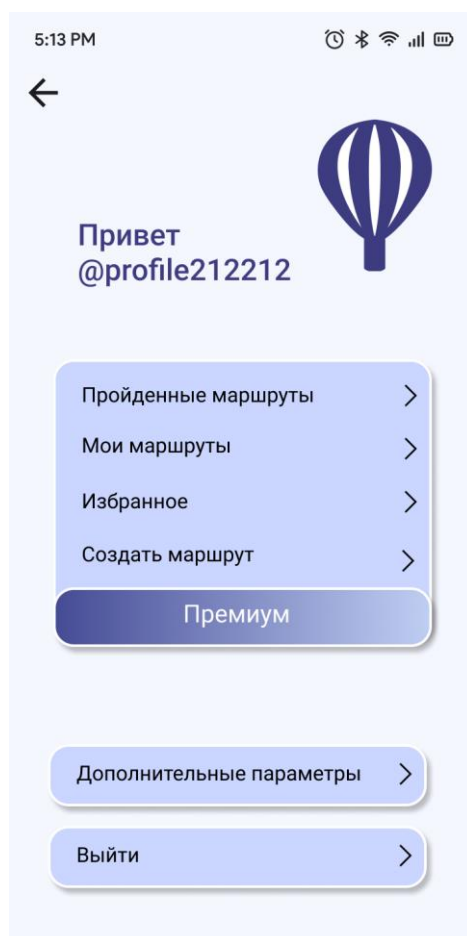 5:13 PM
Привет
@profile212212
Пройденные маршруты
Мои маршруты
Избранное
Создать маршрут
Премиум
Дополнительные параметры
Выйти